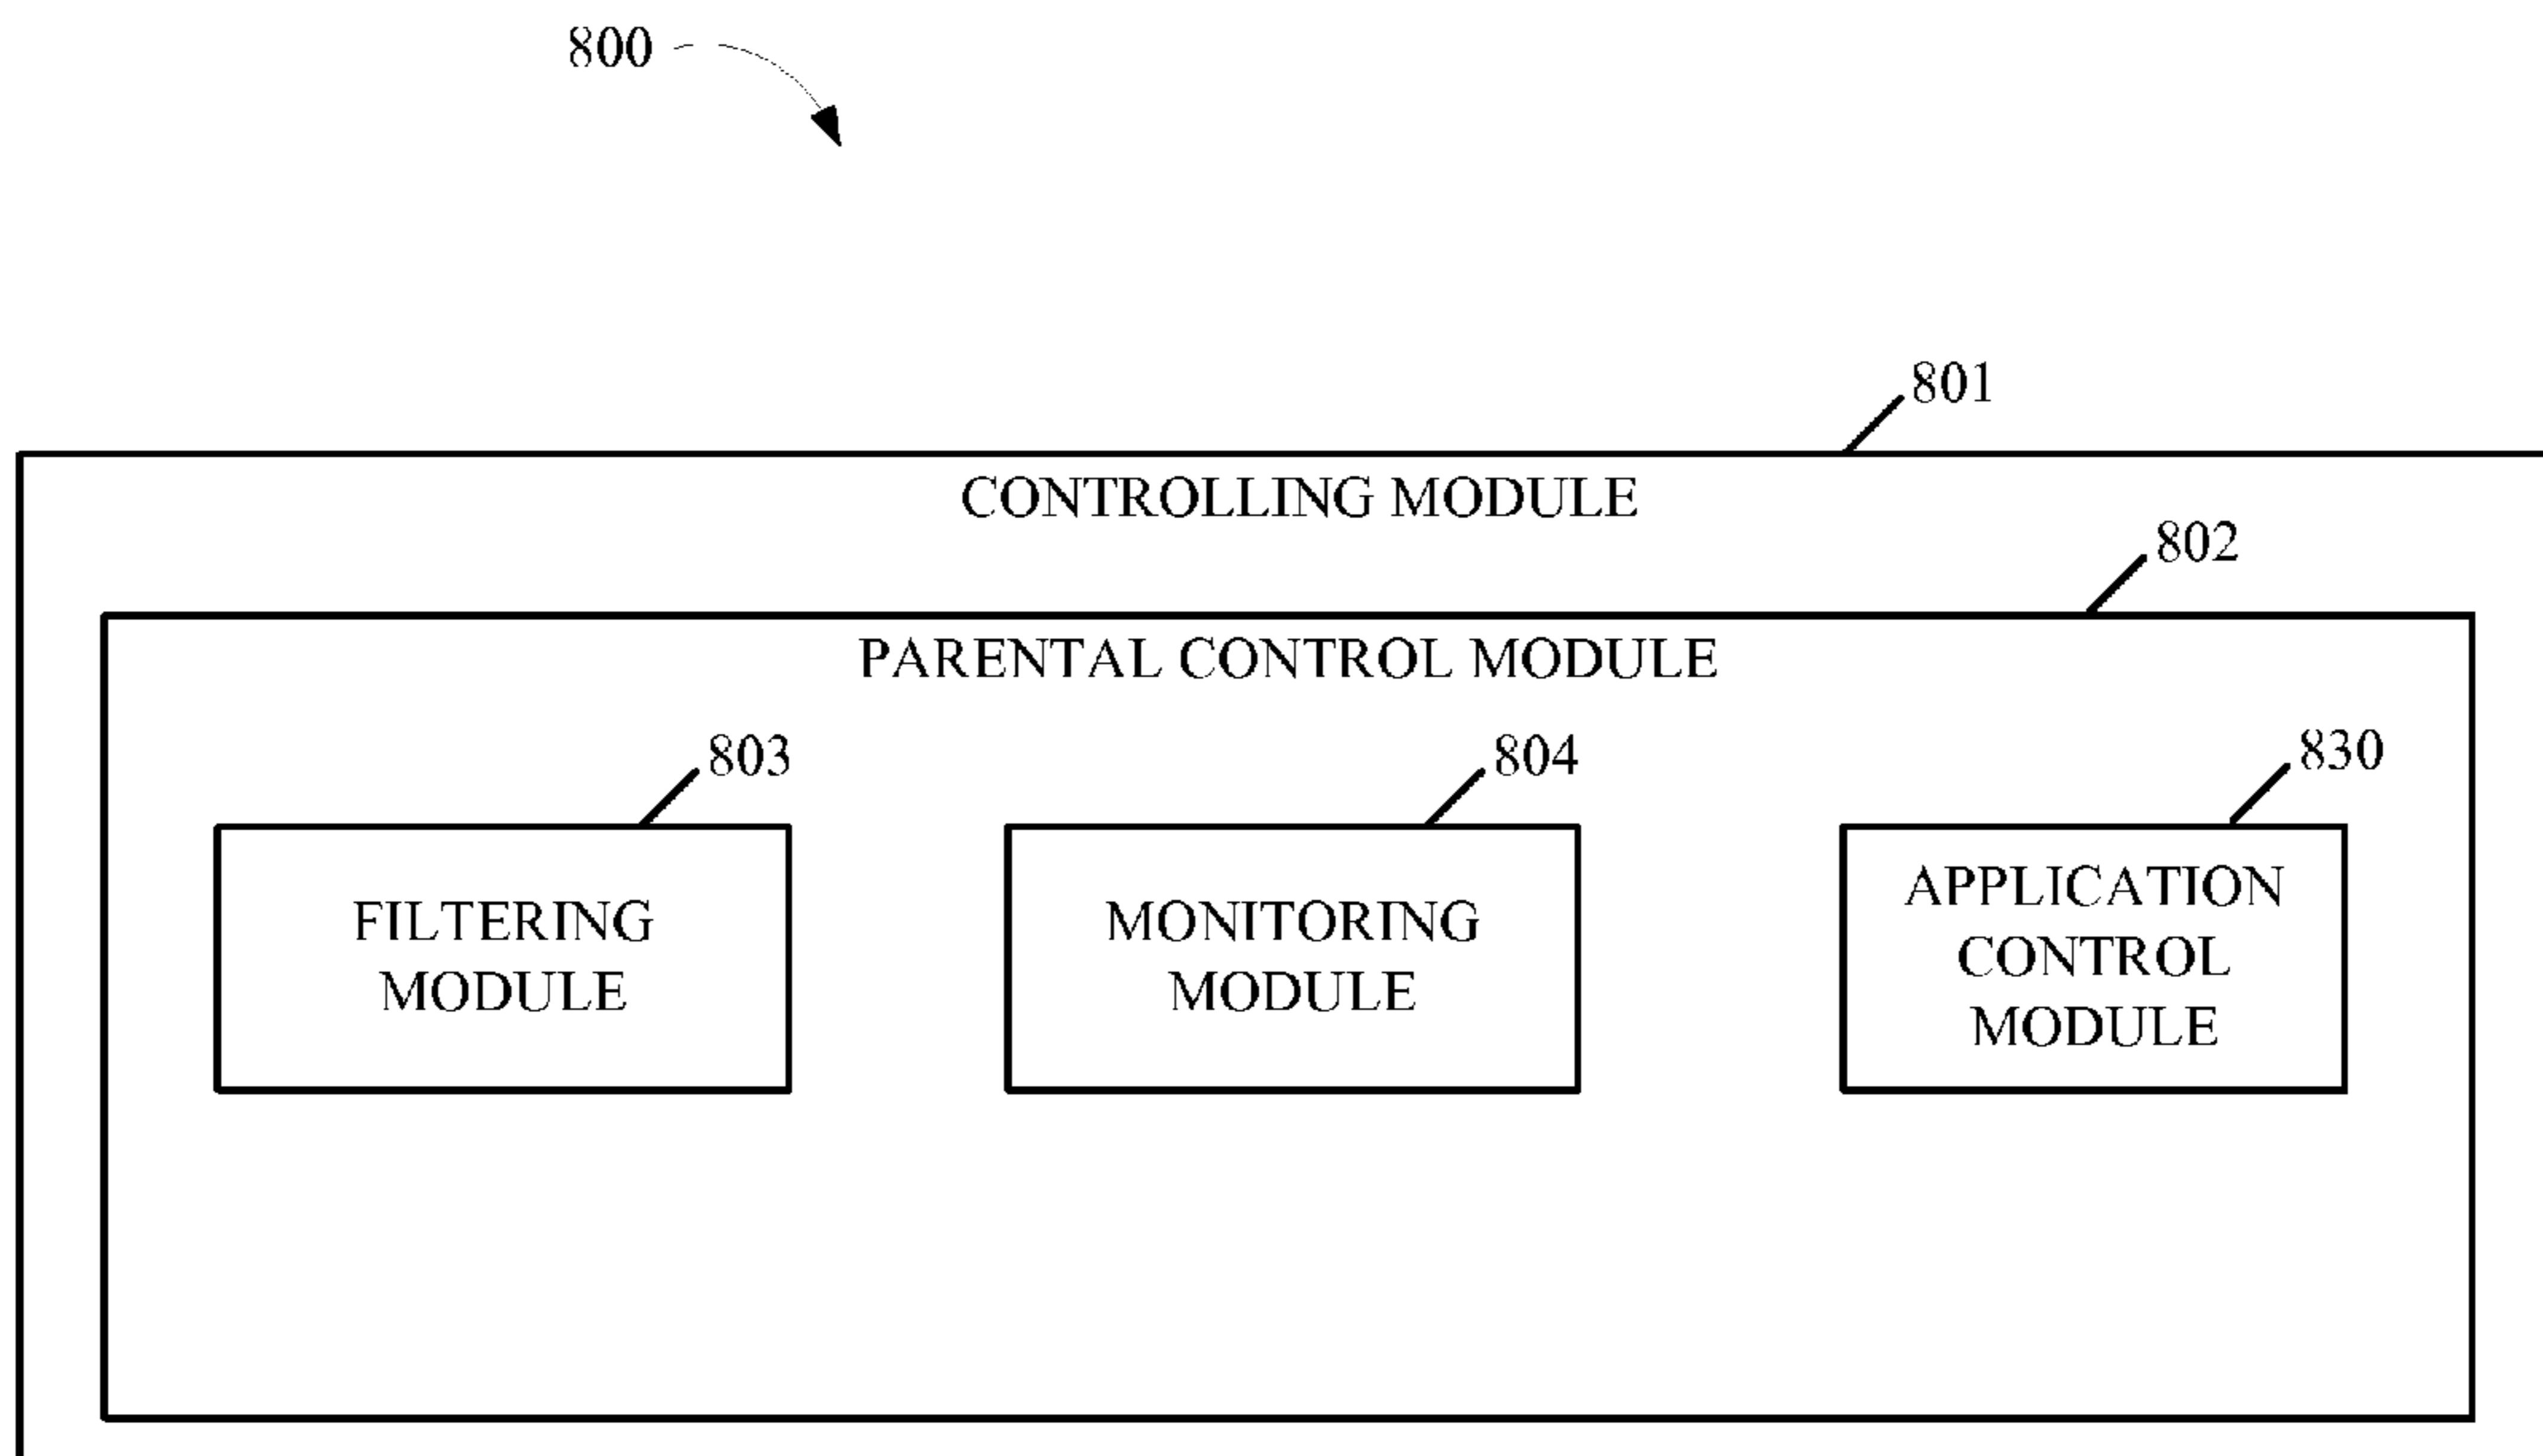 800
801
CONTROLLING MODULE
802
PARENTAL CONTROL MODULE
803
804
830
FILTERING
MODULE
MONITORING
MODULE
APPLICATION
CONTROL
MODULE